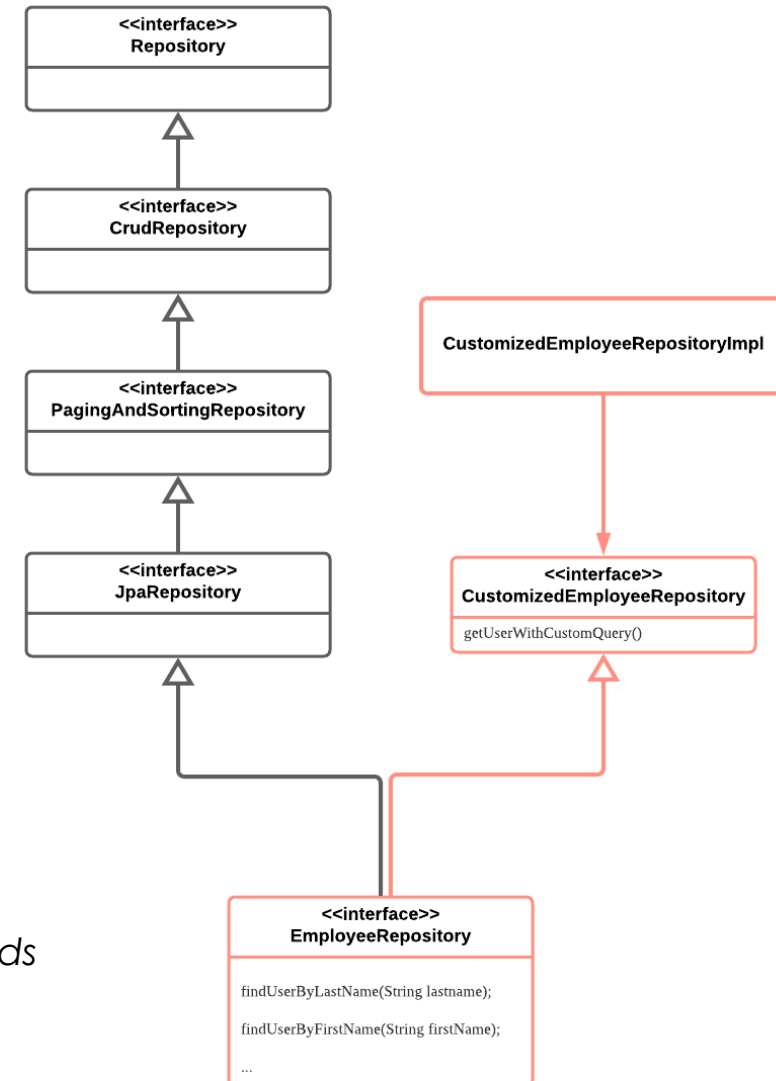 <<interface>>
Repository
<<interface>>
CrudRepository
<<interface>>
PagingAndSortingRepository
CustomizedEmployeeRepositoryImpl
<<interface>>
JpaRepository
<<interface>>
CustomizedEmployeeRepository
getUserWithCustomQuery()
<<interface>>
EmployeeRepository
ds
findUserByLastName(String lastname);
findUserByFirstName(String firstName);
...